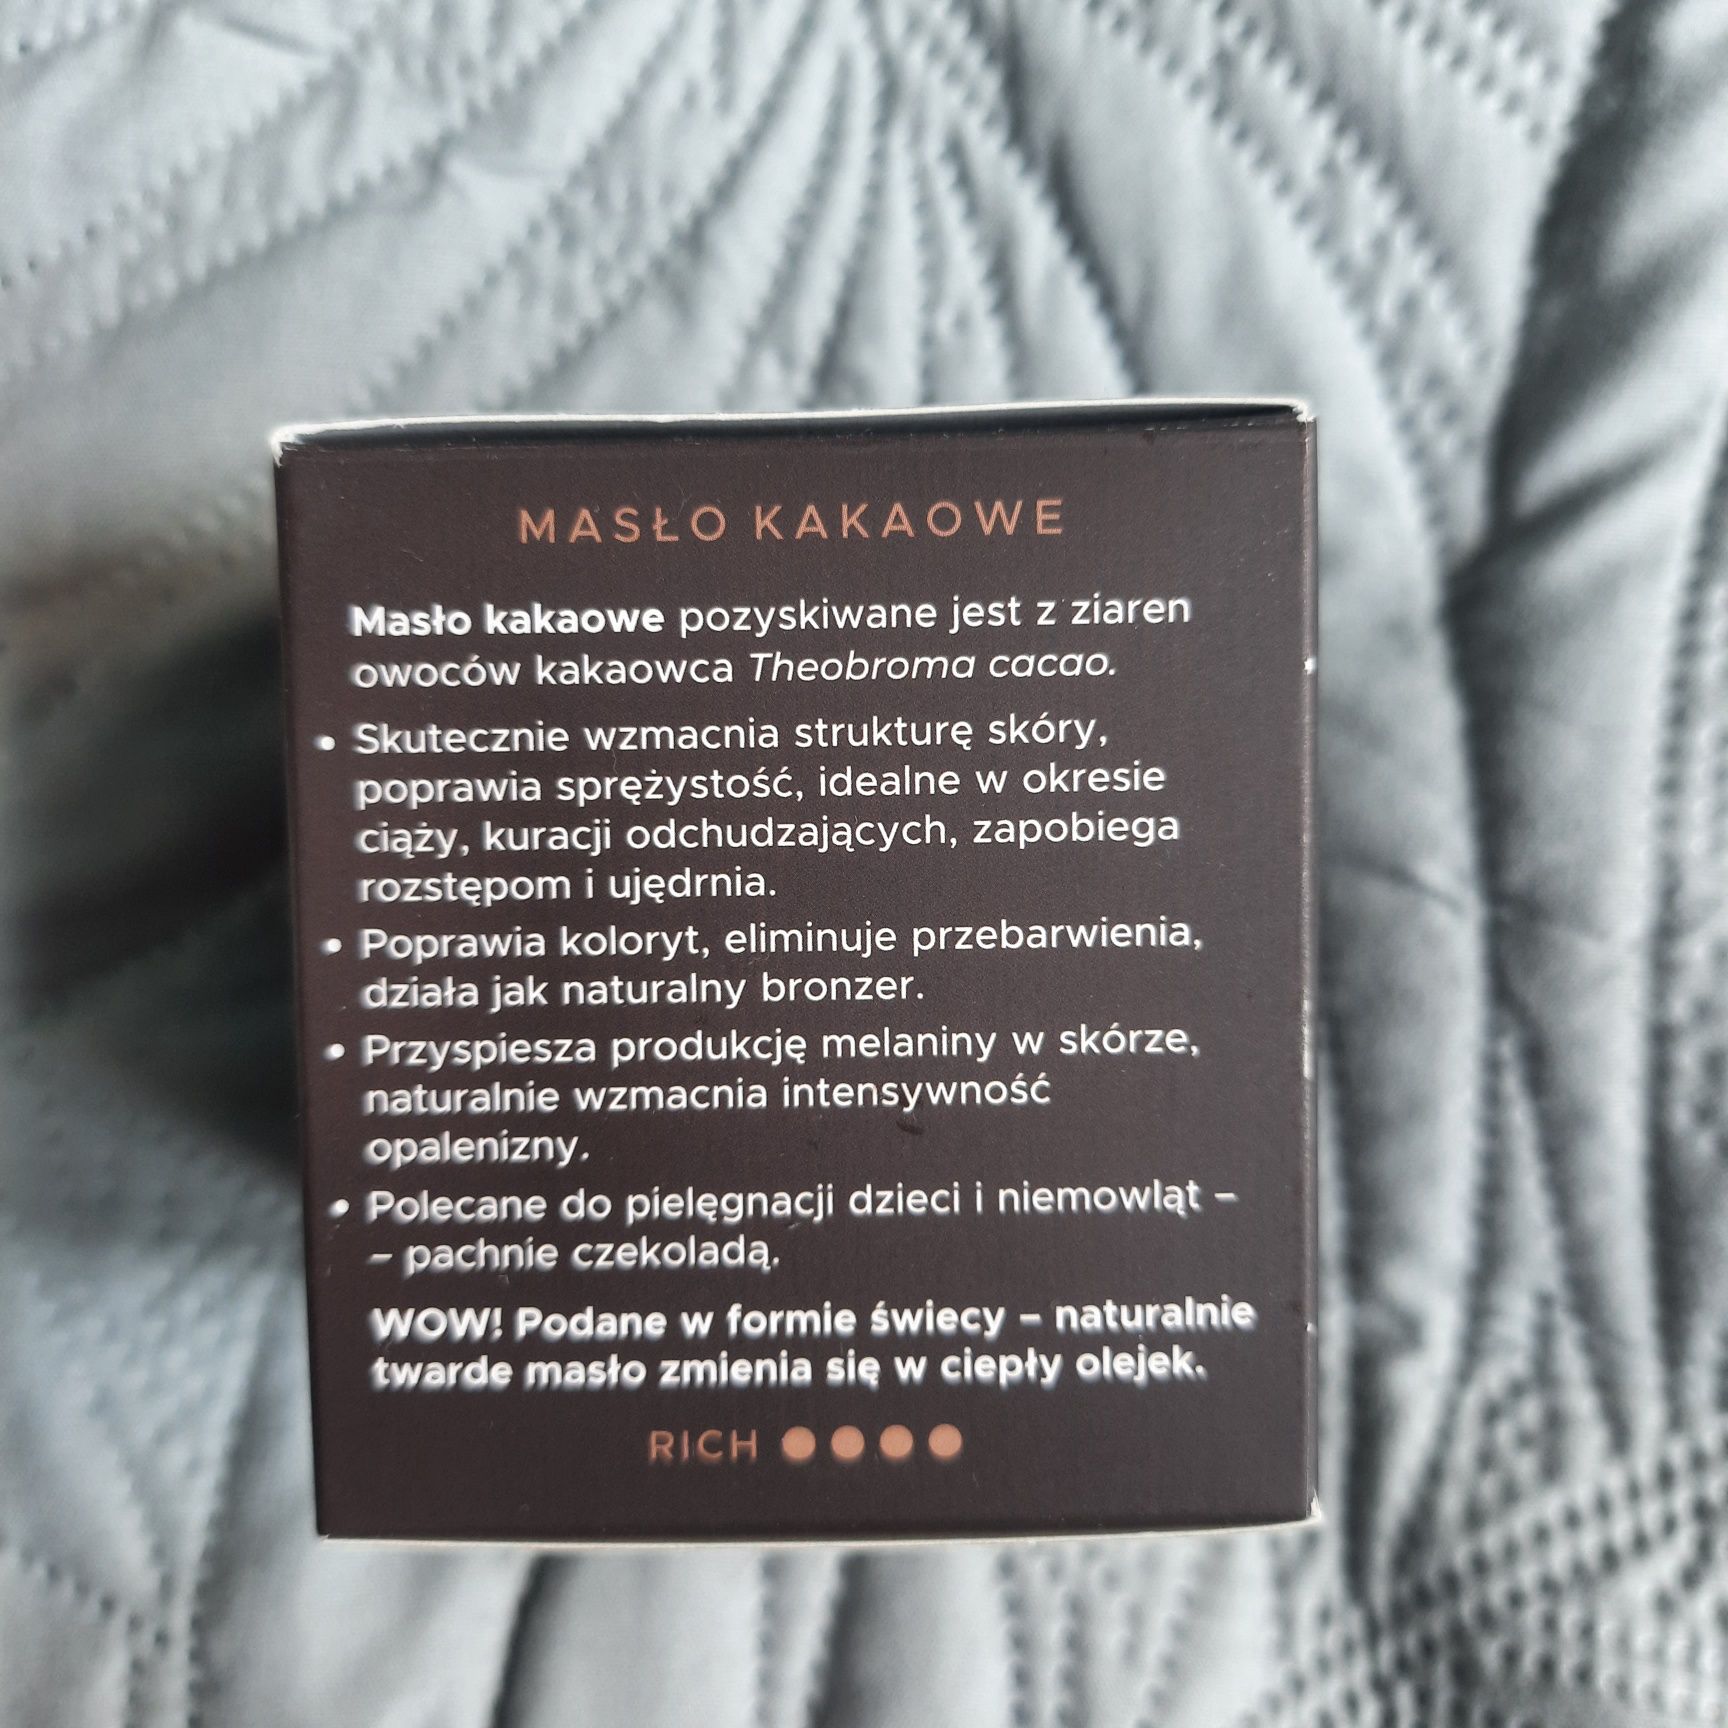 MASŁO KAKAOWE
Masło kakaowe pozyskiwane jest z ziaren
owoców kakaowca Theobroma cacao.
• Skutecznie wzmacnia strukturę skóry,
poprawia sprężystość, idealne w okresie
ciąży, kuracji odchudzających, zapobiega
rozstępom i ujędrnia.
• Poprawia koloryt, eliminuje przebarwienia,
działa jak naturalny bronzer.
• Przyspiesza produkcję melaniny w skórze,
naturalnie wzmacnia intensywność
opalenizny.
• Polecane do pielęgnacji dzieci i niemowląt –
– pachnie czekoladą.
WOW! Podane w formie świecy – naturalnie
twarde masło zmienia się w ciepły olejek.
RICH ●●●●